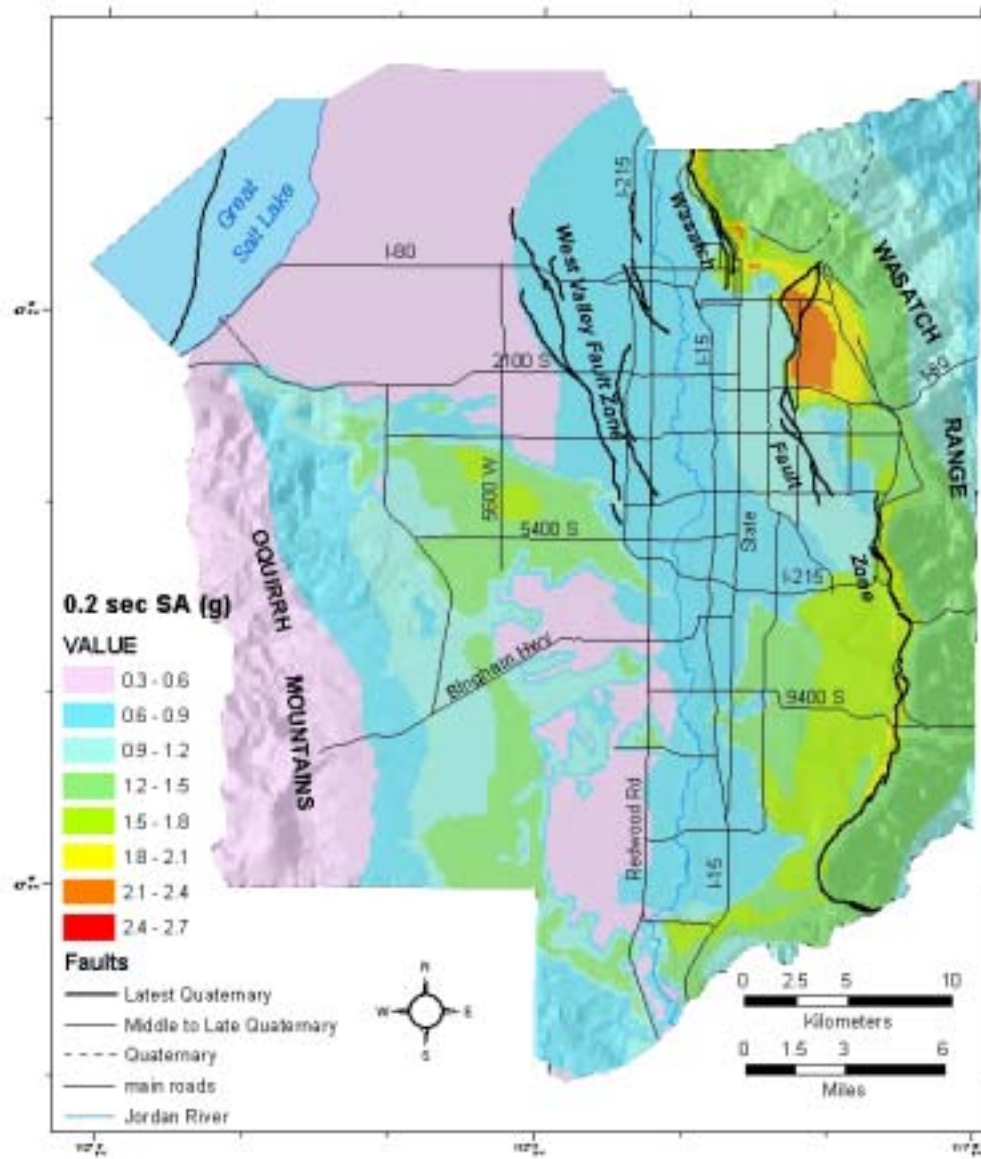 Great
Salt Lake
I-80
I-215
Wasatch
WASATCH
West Valley Fault Zone
I-15
2100 S
I-80
RANGE
Fault
5600 W
5400 S
State
I-215
Zone
OQUIRRH
MOUNTAINS
Bingham Hwy
9400 S
Redwood Rd
I-15
0.2 sec SA (g)
VALUE
0.3 - 0.6
0.6 - 0.9
0.9 - 1.2
1.2 - 1.5
1.5 - 1.8
1.8 - 2.1
2.1 - 2.4
2.4 - 2.7
Faults
Latest Quaternary
Middle to Late Quaternary
Quaternary
main roads
Jordan River
N
W
E
S
0 2.5 5 10
Kilometers
0 1.5 3 6
Miles